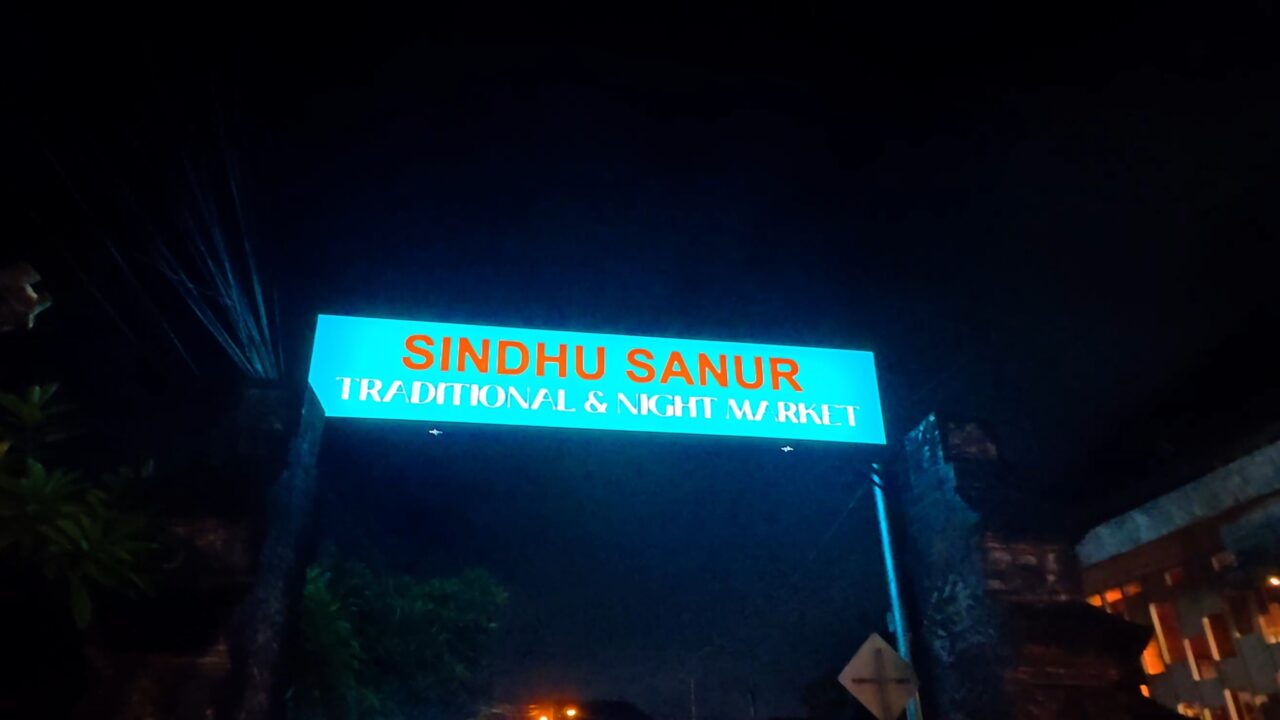 SINDHU SANUR
TRADITIONAL & NIGHT MARKET